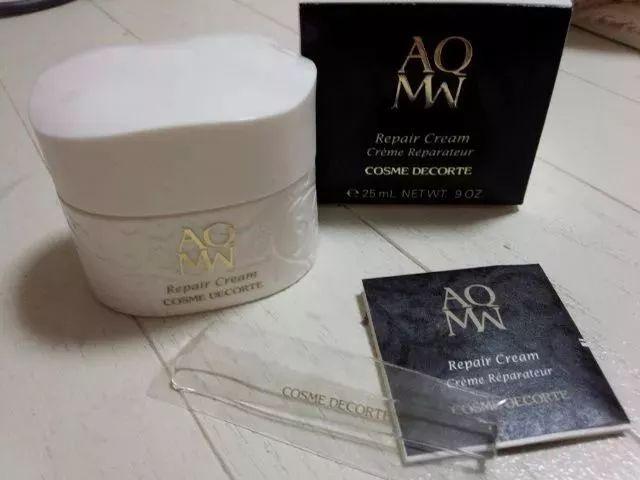 AQ
MW
Repair Cream
Crème Réparateur
COSME DECORTE
℮ 25 mL NET WT. .9 OZ.
AQ
MW
Repair Cream
COSME DECORTE
AQ
MW
Repair Cream
Crème Réparateur
COSME DECORTE
COSME DECORTE